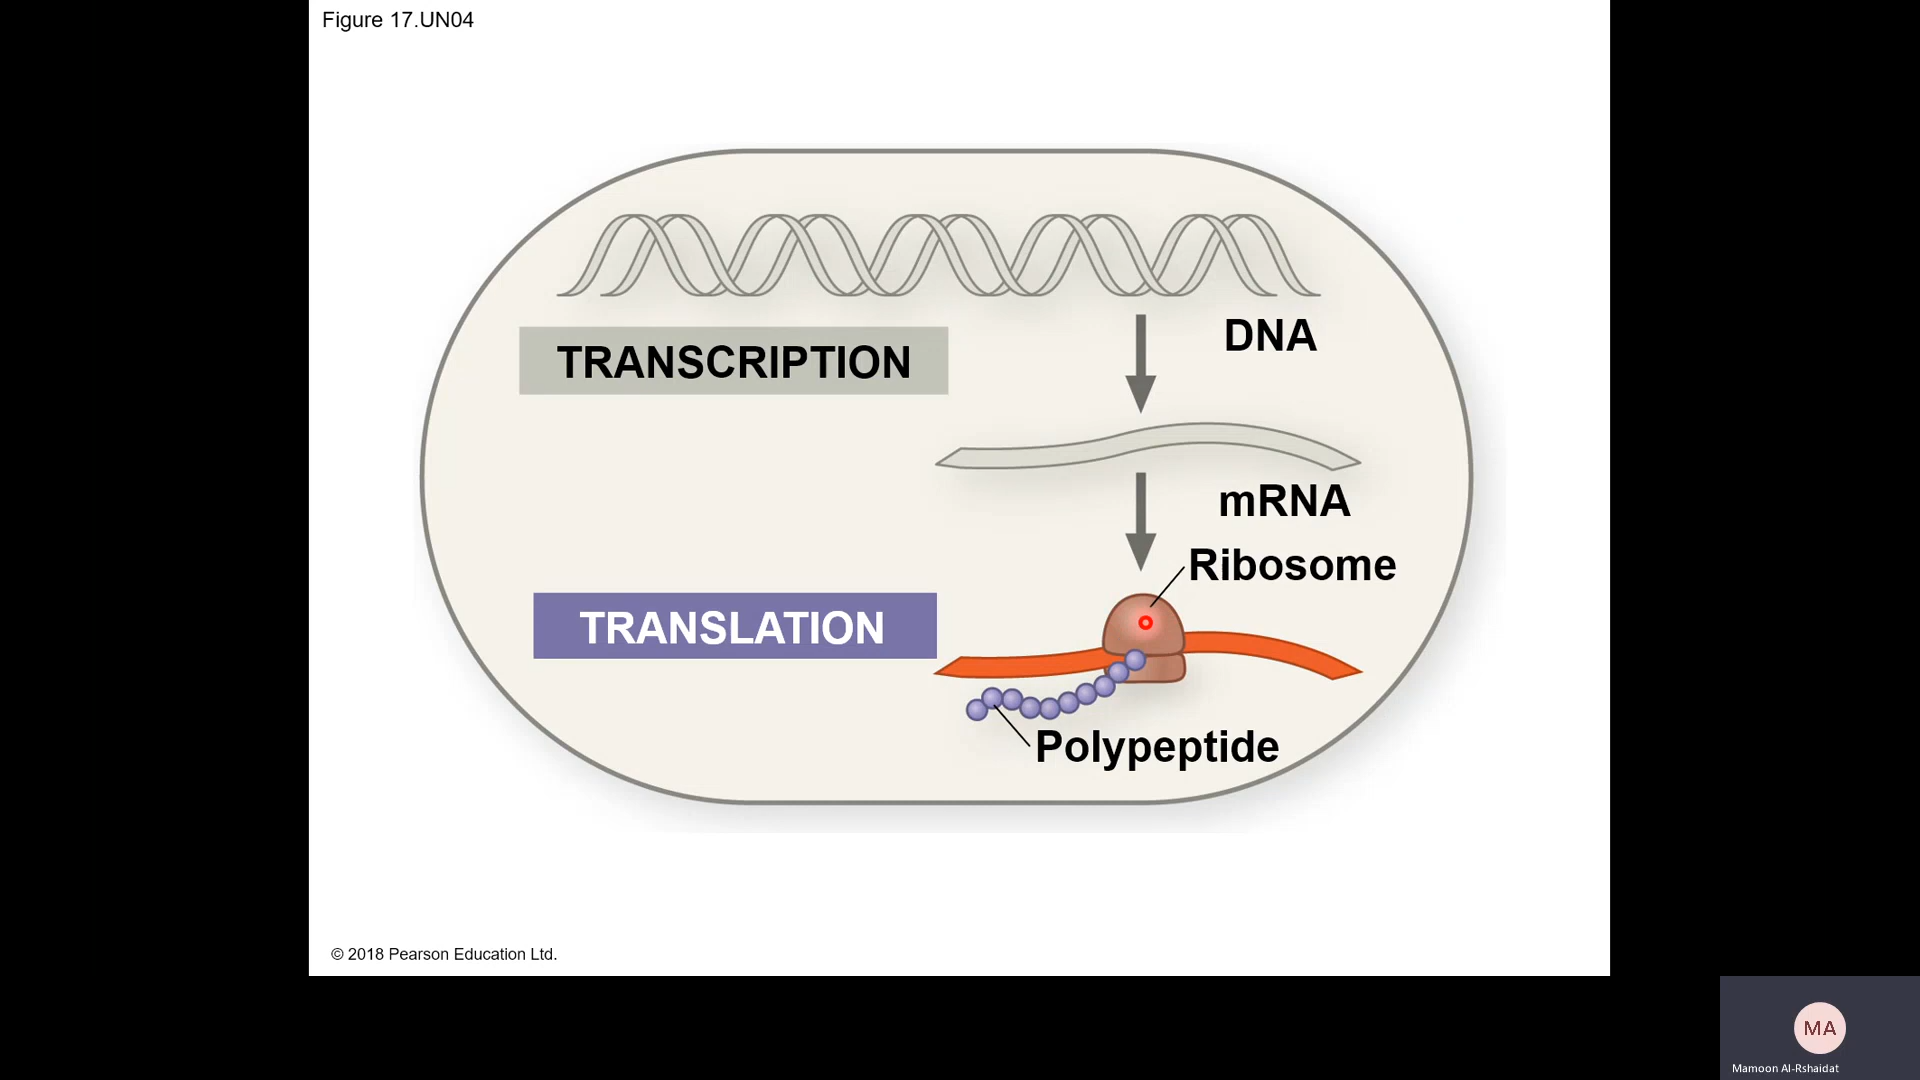 Figure 17.UN04
DNA
TRANSCRIPTION
mRNA
Ribosome
TRANSLATION
Polypeptide
© 2018 Pearson Education Ltd.
MA
Mamoon Al-Rshaidat